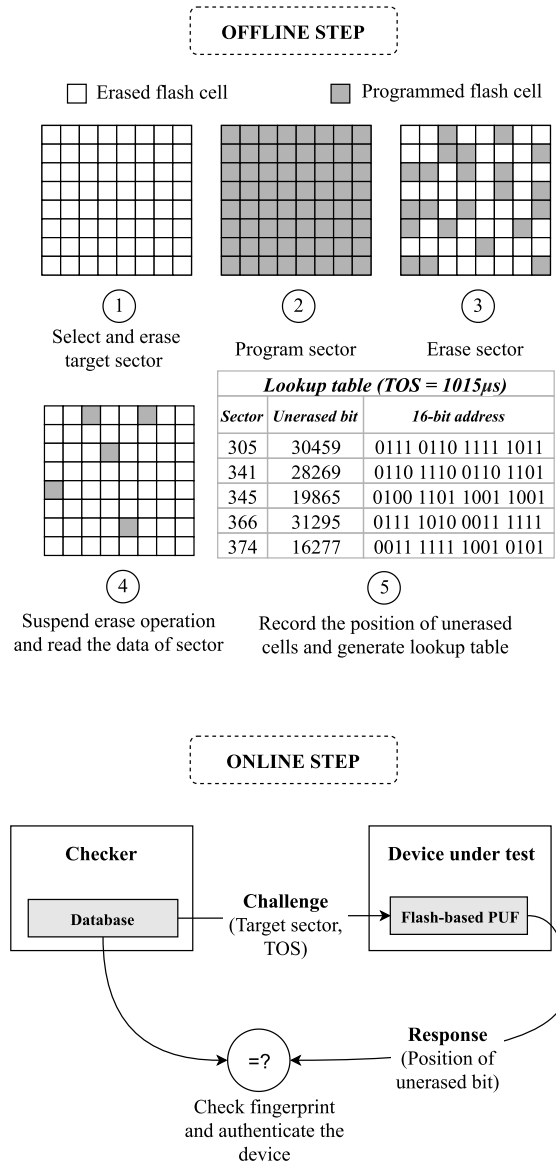 OFFLINE STEP
Erased flash cell
Programmed flash cell
1
Select and erase
target sector
2
Program sector
3
Erase sector
4
Suspend erase operation
and read the data of sector
Lookup table (TOS = 1015µs)
Sector Unerased bit 16-bit address
305 30459 0111 0110 1111 1011
341 28269 0110 1110 0110 1101
345 19865 0100 1101 1001 1001
366 31295 0111 1010 0011 1111
374 16277 0011 1111 1001 0101
5
Record the position of unerased
cells and generate lookup table
ONLINE STEP
Checker
Database
Challenge
(Target sector,
TOS)
Device under test
Flash-based PUF
Response
(Position of
unerased bit)
=?
Check fingerprint
and authenticate the
device